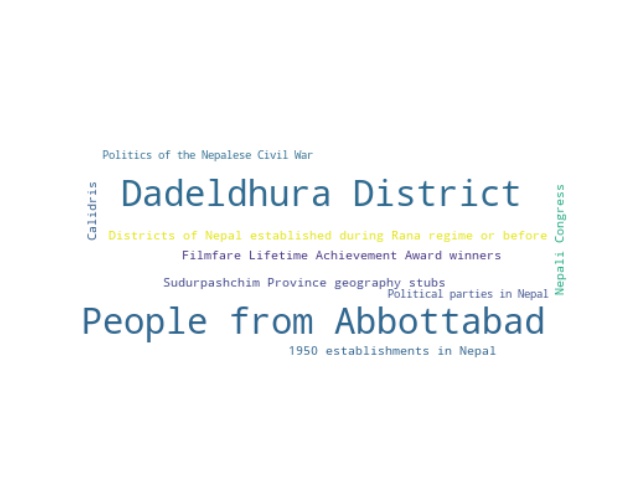 Politics of the Nepalese Civil War
Calidris
Dadeldhura District
Nepali Congress
Districts of Nepal established during Rana regime or before
Filmfare Lifetime Achievement Award winners
Sudurpashchim Province geography stubs
Political parties in Nepal
People from Abbottabad
1950 establishments in Nepal